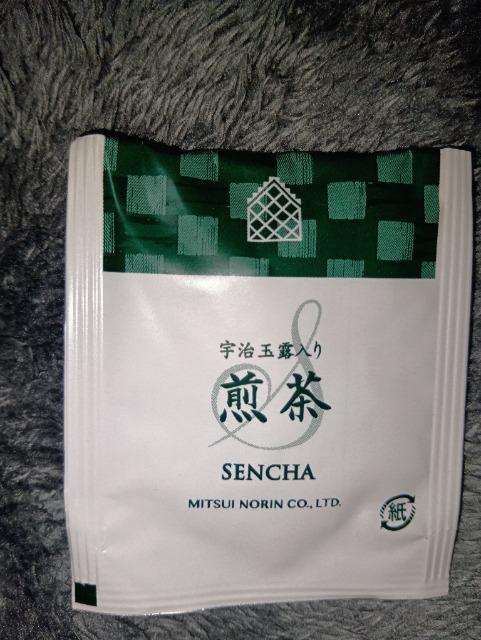 宇治玉露入り
煎茶
S
SENCHA
MITSUI NORIN CO., LTD.
紙